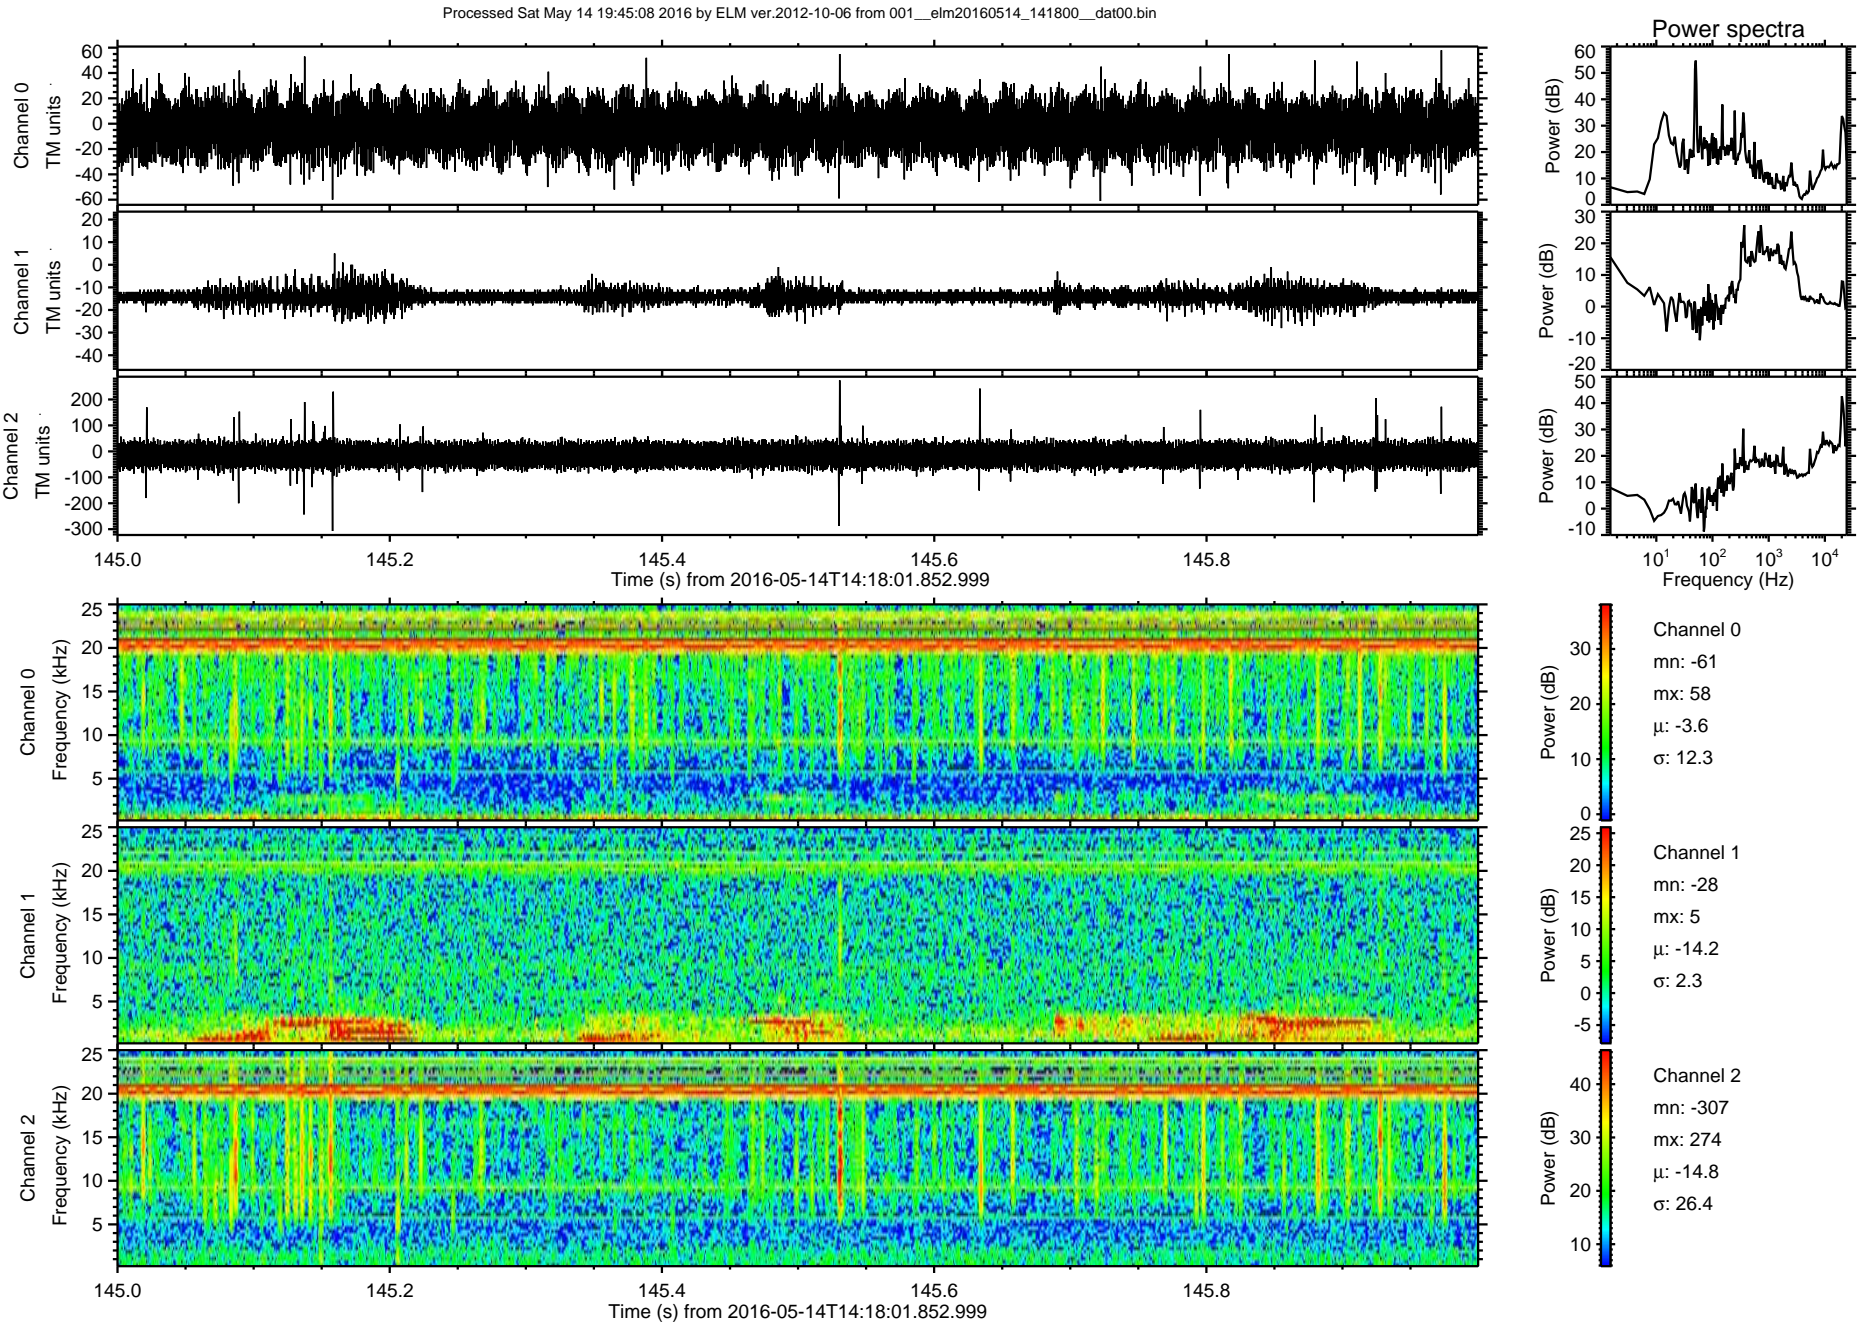 Processed Sat May 14 19:45:08 2016 by ELM ver.2012-10-06 from 001__elm20160514_141800__dat00.bin
Power spectra
Channel 0
TM units
60
40
20
0
-20
-40
-60
Power (dB)
60
50
40
30
20
10
0
Channel 1
TM units
20
10
0
-10
-20
-30
-40
Power (dB)
30
20
10
0
-10
-20
Channel 2
TM units
200
100
0
-100
-200
-300
Power (dB)
50
40
30
20
10
0
-10
145.0 145.2 145.4 145.6 145.8
Time (s) from 2016-05-14T14:18:01.852.999
10^1 10^2 10^3 10^4
Frequency (Hz)
Channel 0
Frequency (kHz)
25
20
15
10
5
Power (dB)
30
20
10
0
Channel 0
mn: -61
mx: 58
μ: -3.6
σ: 12.3
Channel 1
Frequency (kHz)
25
20
15
10
5
Power (dB)
25
20
15
10
5
0
-5
Channel 1
mn: -28
mx: 5
μ: -14.2
σ: 2.3
Channel 2
Frequency (kHz)
25
20
15
10
5
Power (dB)
40
30
20
10
Channel 2
mn: -307
mx: 274
μ: -14.8
σ: 26.4
145.0 145.2 145.4 145.6 145.8
Time (s) from 2016-05-14T14:18:01.852.999